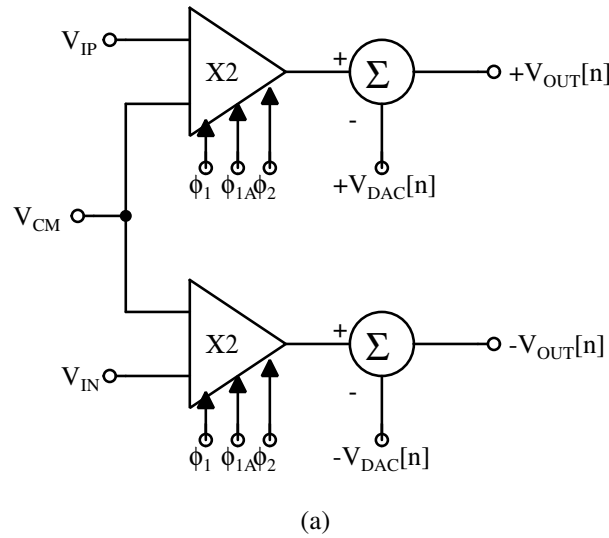 V_IP
X2
+
Σ
-
+V_OUT[n]
ϕ_1 ϕ_1A ϕ_2
+V_DAC[n]
V_CM
X2
+
Σ
-
-V_OUT[n]
V_IN
ϕ_1 ϕ_1A ϕ_2
-V_DAC[n]
(a)